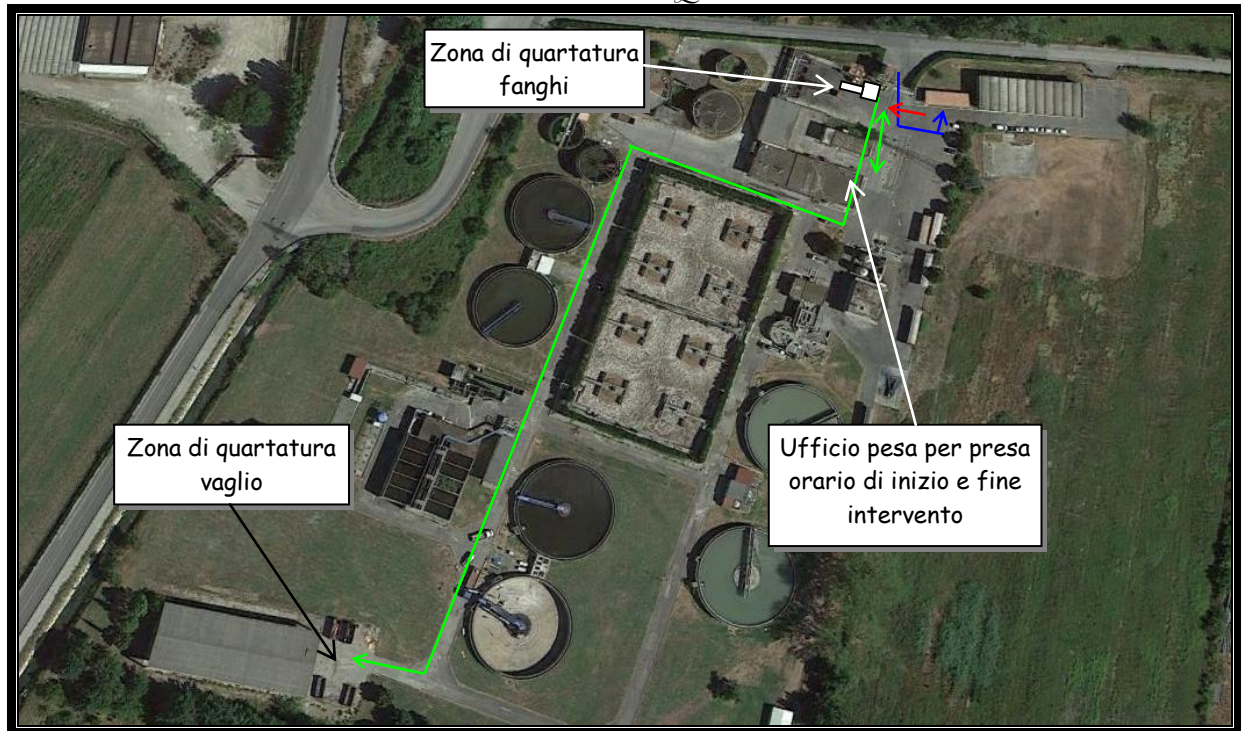 Zona di quartatura
fanghi
Zona di quartatura
vaglio
Ufficio pesa per presa
orario di inizio e fine
intervento